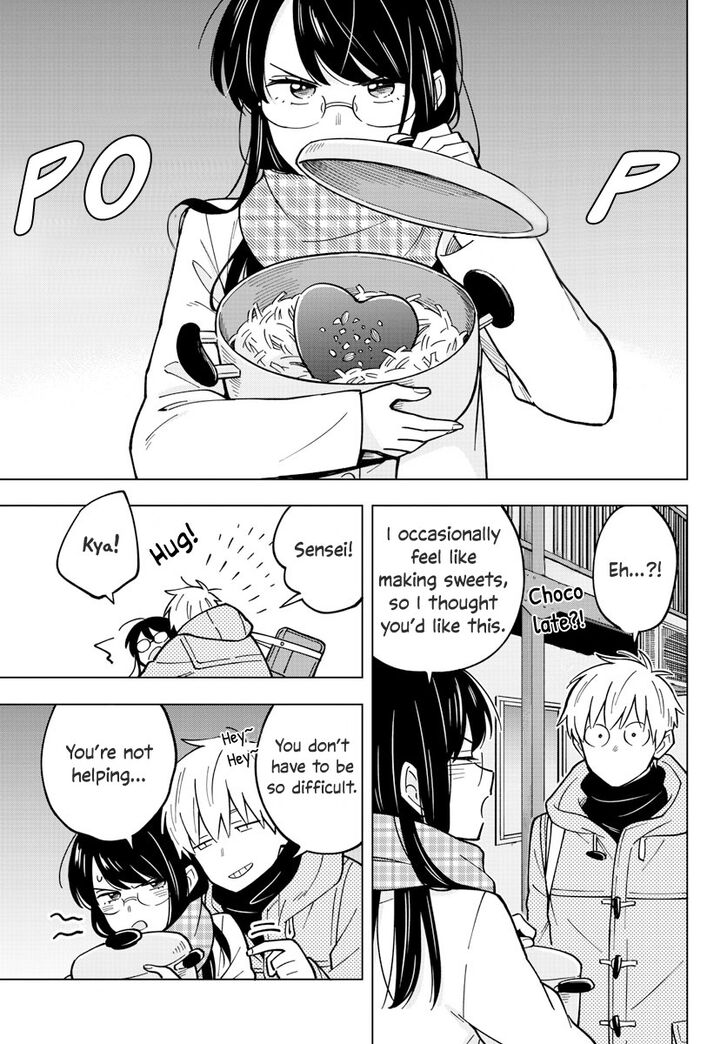 PO P
Eh...?!
Choco
late?!
I occasionally
feel like
making sweets,
so I thought
you'd like this.
Sensei!
Hug!
Kya!
You don't
have to be
so difficult.
Hey~
Hey~
You're not
helping...